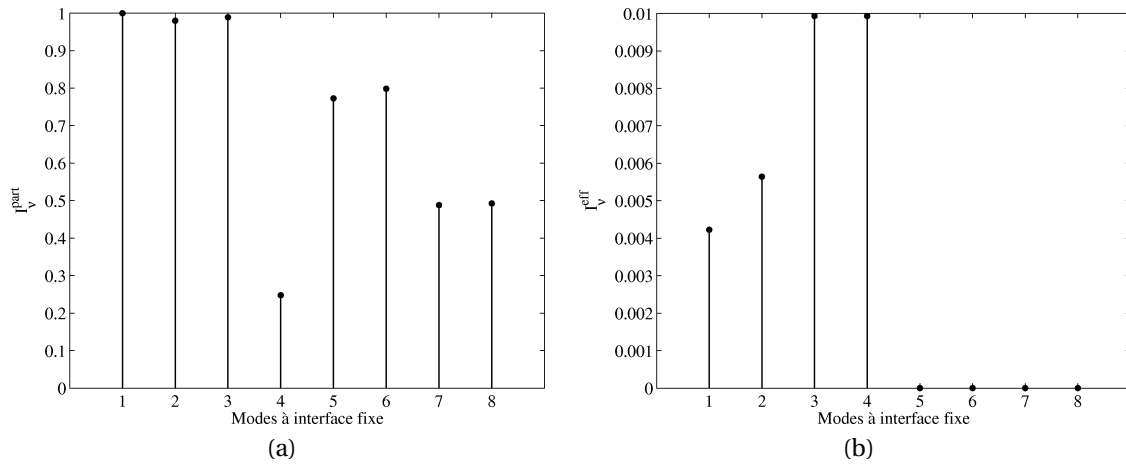 1
0.9
0.8
0.7
0.6
0.5
0.4
0.3
0.2
0.1
0
I_ν^part
1 2 3 4 5 6 7 8
Modes à interface fixe
(a)
0.01
0.009
0.008
0.007
0.006
0.005
0.004
0.003
0.002
0.001
0
I_ν^eff
1 2 3 4 5 6 7 8
Modes à interface fixe
(b)